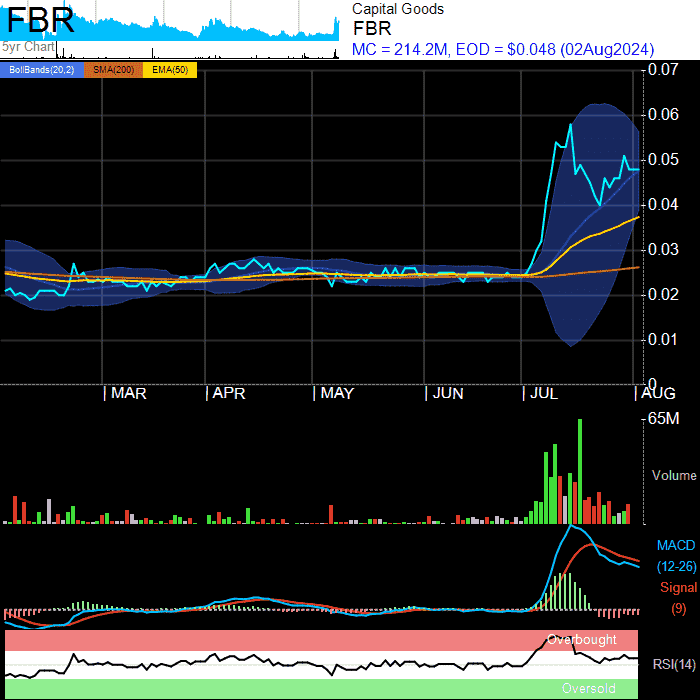 FBR
5yr Chart
Capital Goods
FBR
MC = 214.2M, EOD = $0.048 (02Aug2024)
BollBands(20,2) SMA(200) EMA(50)
0.07
0.06
0.05
0.04
0.03
0.02
0.01
0
MAR APR MAY JUN JUL AUG
65M
Volume
MACD
(12-26)
Signal
(9)
Overbought
RSI(14)
Oversold